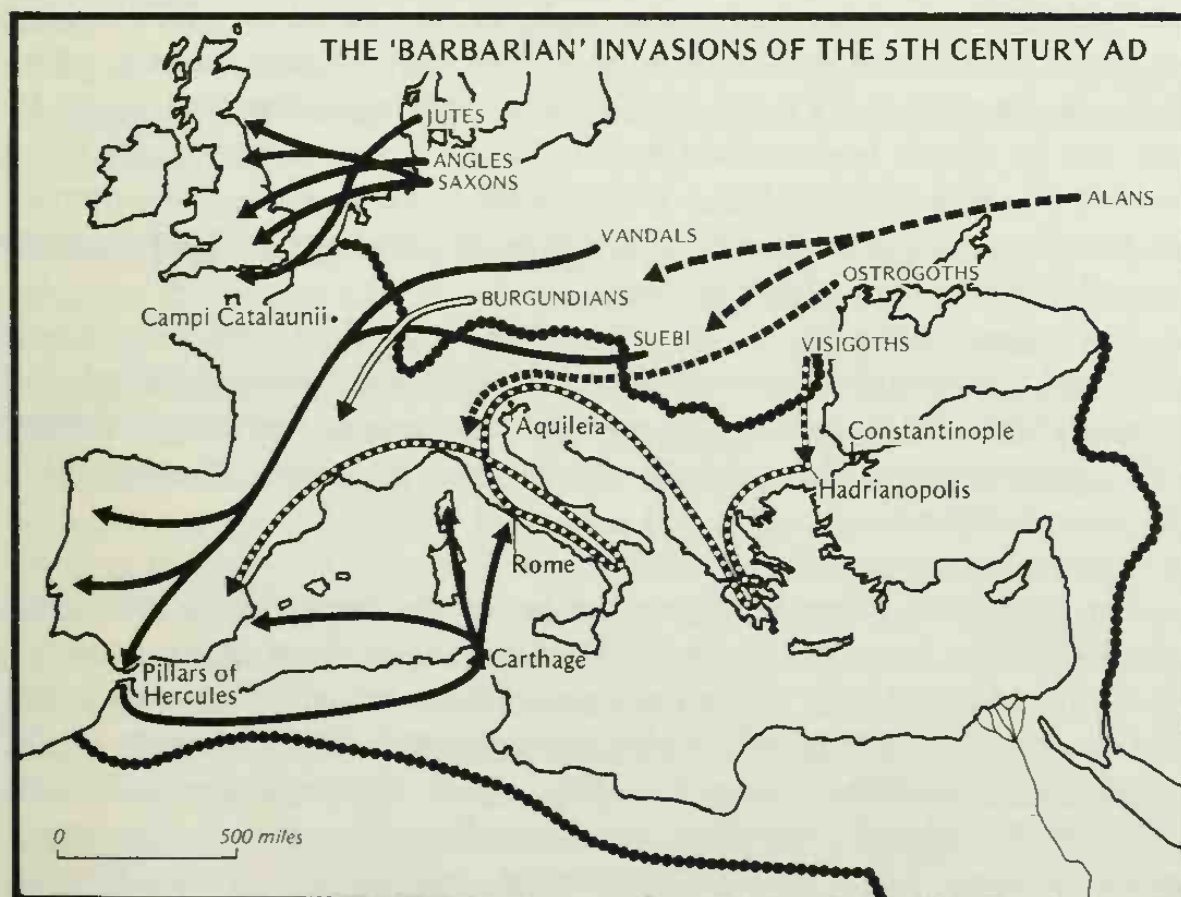 THE 'BARBARIAN' INVASIONS OF THE 5TH CENTURY AD
JUTES
ANGLES
SAXONS
ALANS
VANDALS
OSTROGOTHS
BURGUNDIANS
Campi Catalaunii
SUEBI
VISIGOTHS
Aquileia
Constantinople
Hadrianopolis
Rome
Carthage
Pillars of
Hercules
0 500 miles